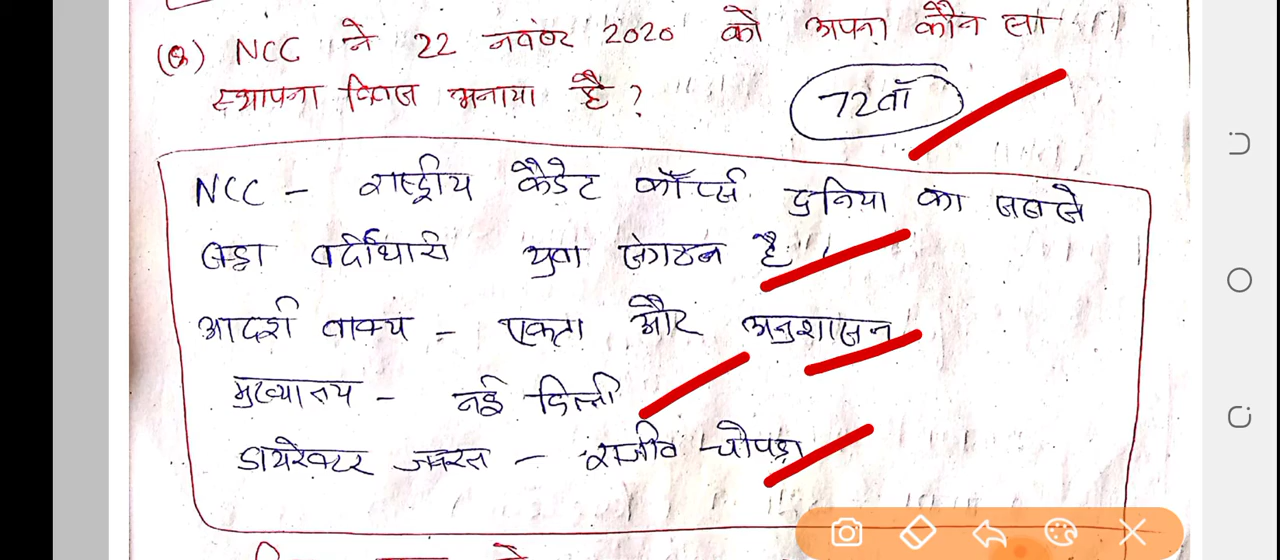 (Q) NCC ने 22 नवंबर 2020 को अपना कौन सा
स्थापना दिवस मनाया है ?
72वाँ
NCC - राष्ट्रीय कैडेट कॉर्प्स दुनिया का सबसे
बड़ा वर्दीधारी युवा संगठन है ।
आदर्श वाक्य - एकता और अनुशासन
मुख्यालय - नई दिल्ली
डायरेक्टर जनरल - राजीव चोपड़ा